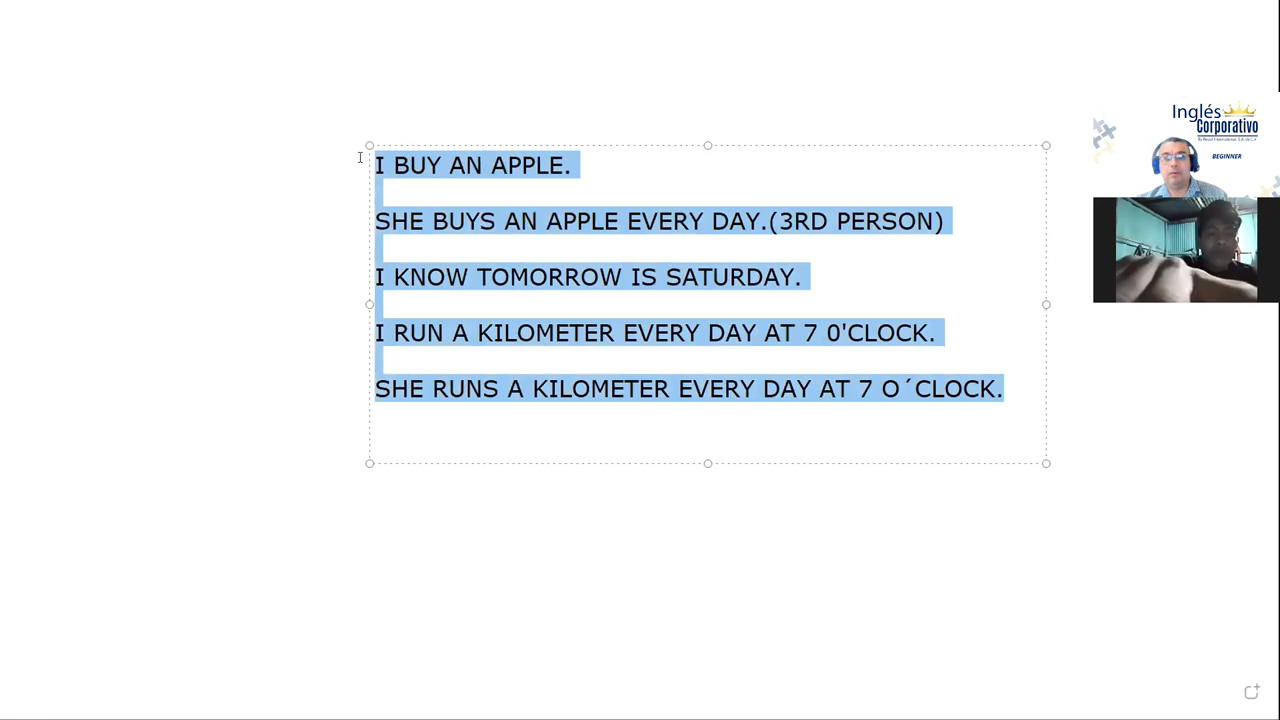 I BUY AN APPLE.
SHE BUYS AN APPLE EVERY DAY.(3RD PERSON)
I KNOW TOMORROW IS SATURDAY.
I RUN A KILOMETER EVERY DAY AT 7 0'CLOCK.
SHE RUNS A KILOMETER EVERY DAY AT 7 O´CLOCK.
Inglés
Corporativo
BEGINNER